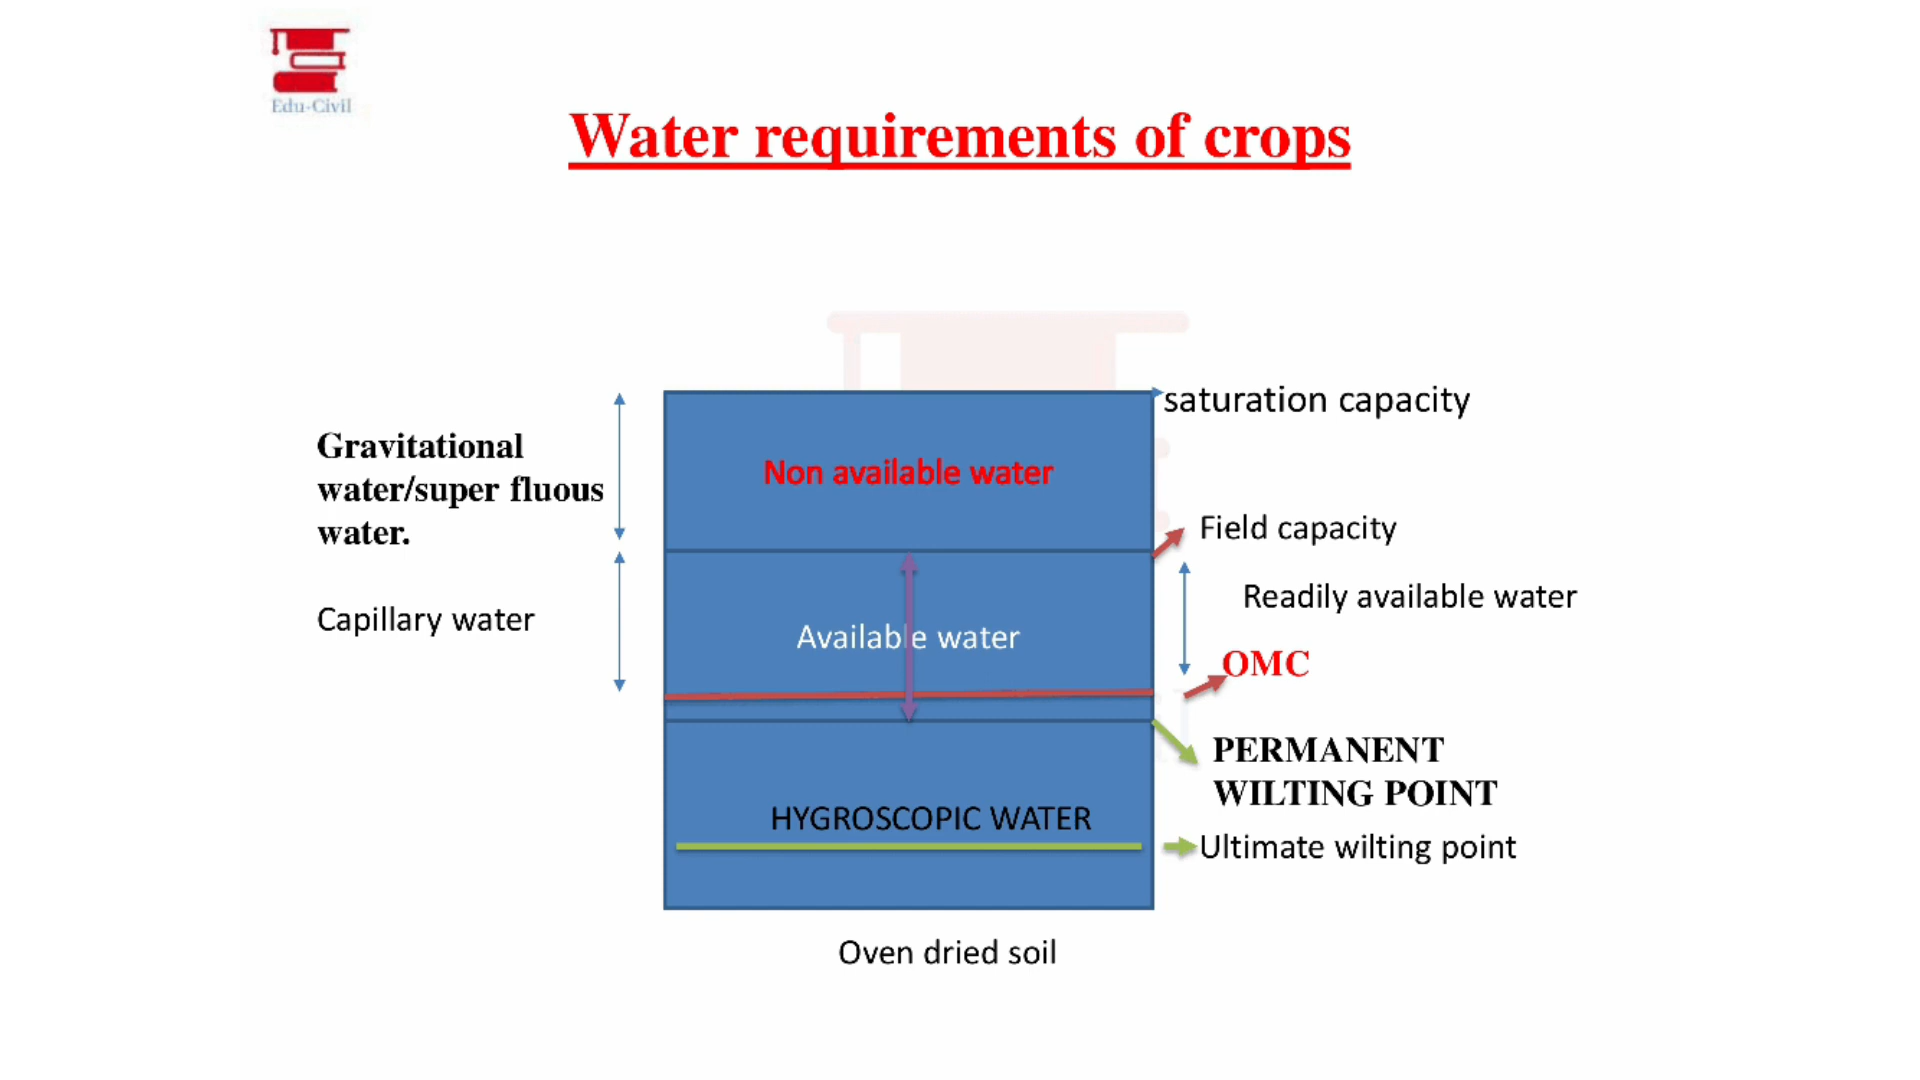 Edu-Civil
Water requirements of crops
saturation capacity
Gravitational
water/super fluous
water.
Non available water
Field capacity
Readily available water
Capillary water
Available water
OMC
PERMANENT
WILTING POINT
HYGROSCOPIC WATER
Ultimate wilting point
Oven dried soil